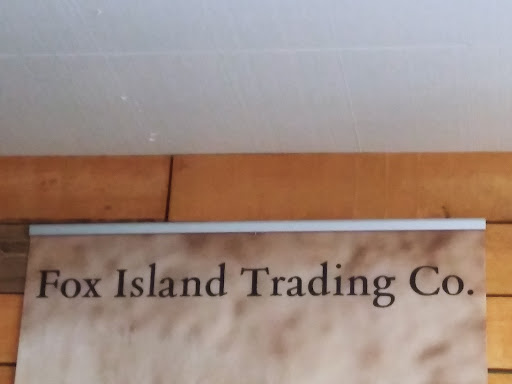 Fox Island Trading Co.